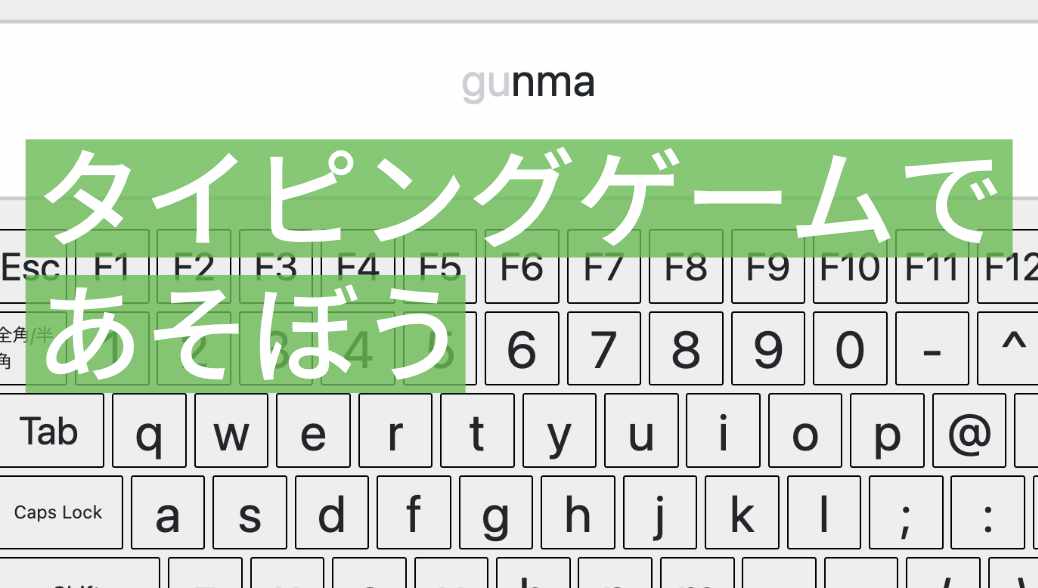 gunma
タイピングゲームで
あそぼう
Esc F1 F2 F3 F4 F5 F6 F7 F8 F9 F10 F11 F12
全角/半角 1 2 3 4 5 6 7 8 9 0 - ^
Tab q w e r t y u i o p @
Caps Lock a s d f g h j k l ; :